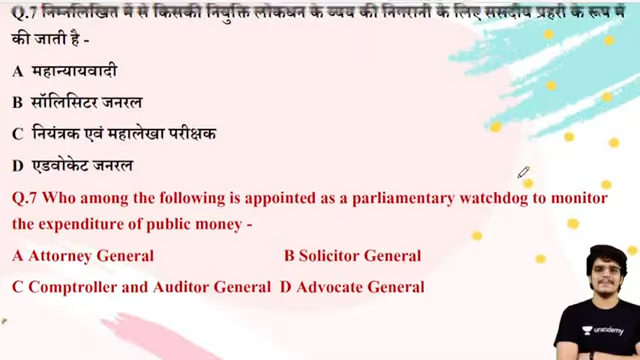 Q.7 निम्नलिखित में से किसकी नियुक्ति लोकधन के व्यय की निगरानी के लिए संसदीय प्रहरी के रूप में
की जाती है -
A महान्यायवादी
B सॉलिसिटर जनरल
C नियंत्रक एवं महालेखा परीक्षक
D एडवोकेट जनरल
Q.7 Who among the following is appointed as a parliamentary watchdog to monitor
the expenditure of public money -
A Attorney General B Solicitor General
C Comptroller and Auditor General D Advocate General
unacademy